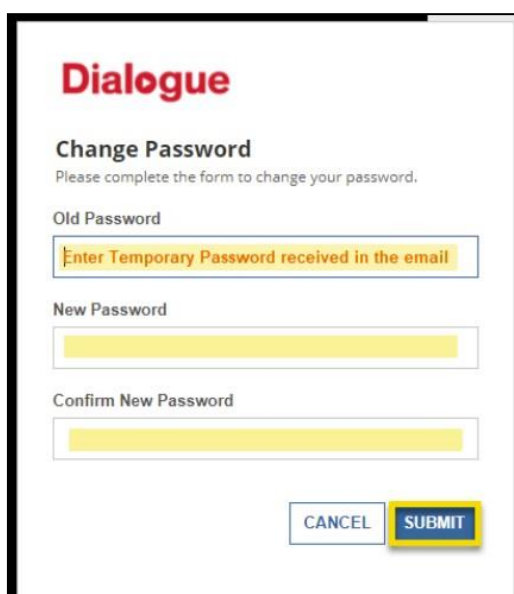 Dialogue
Change Password
Please complete the form to change your password.
Old Password
Enter Temporary Password received in the email
New Password
Confirm New Password
CANCEL SUBMIT